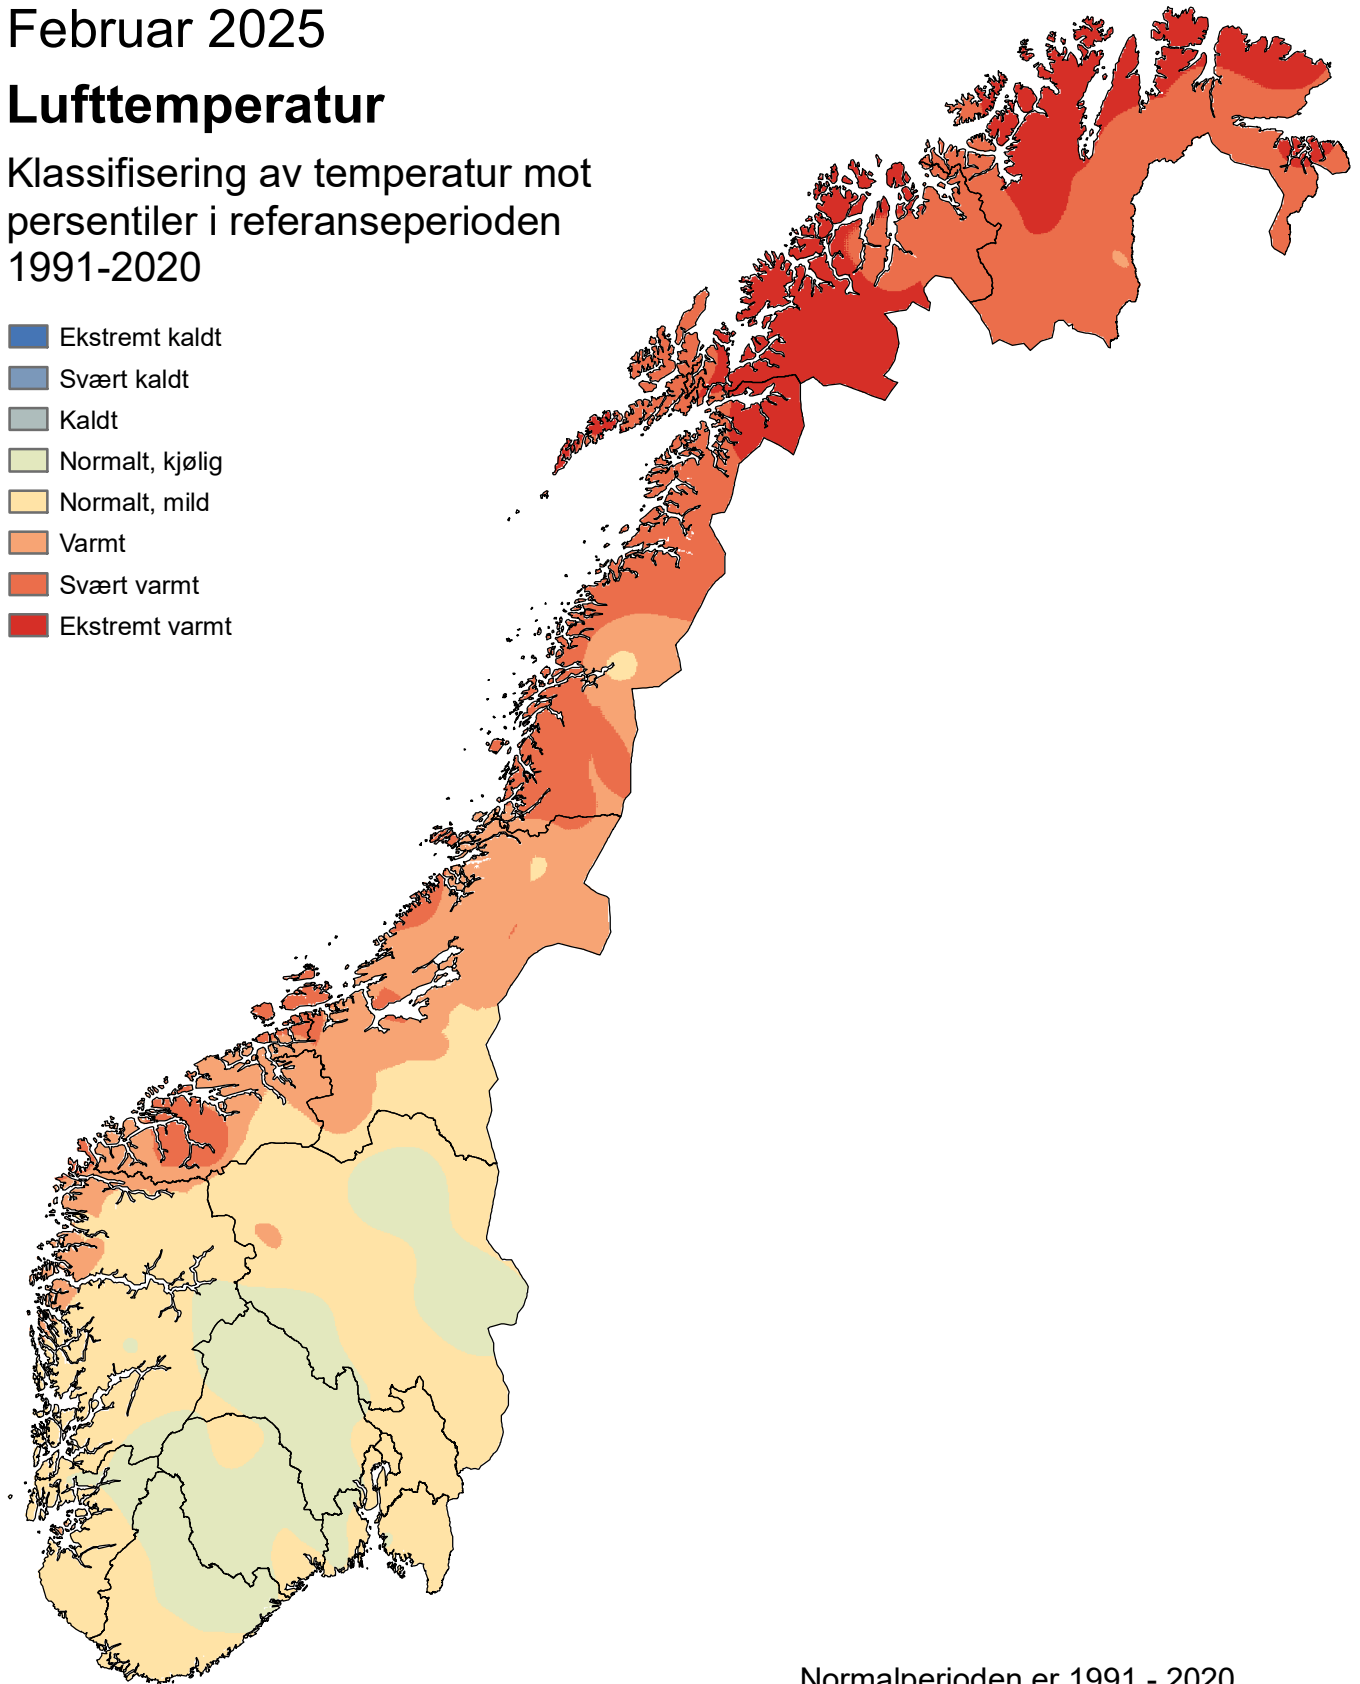 Februar 2025
Lufttemperatur
Klassifisering av temperatur mot
persentiler i referanseperioden
1991-2020
Ekstremt kaldt
Svært kaldt
Kaldt
Normalt, kjølig
Normalt, mild
Varmt
Svært varmt
Ekstremt varmt
Normalperioden er 1991 - 2020